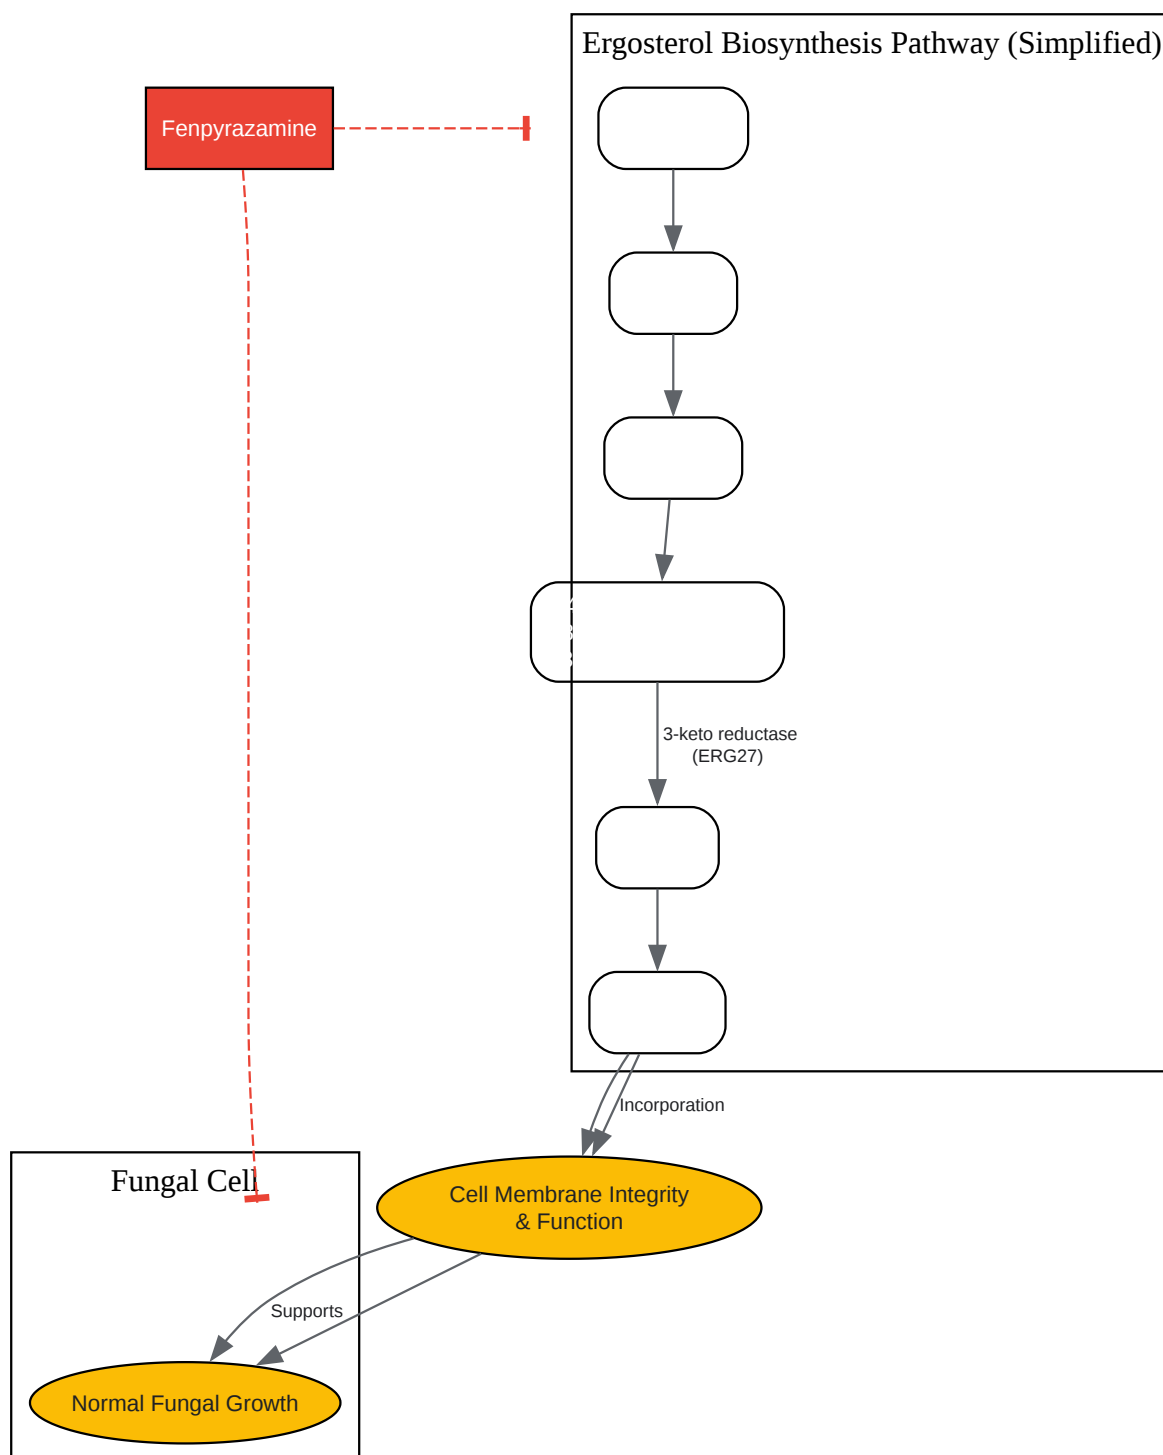 Ergosterol Biosynthesis Pathway (Simplified)
Fenpyrazamine
3-keto reductase
(ERG27)
Incorporation
Fungal Cell
Cell Membrane Integrity
& Function
Supports
Normal Fungal Growth